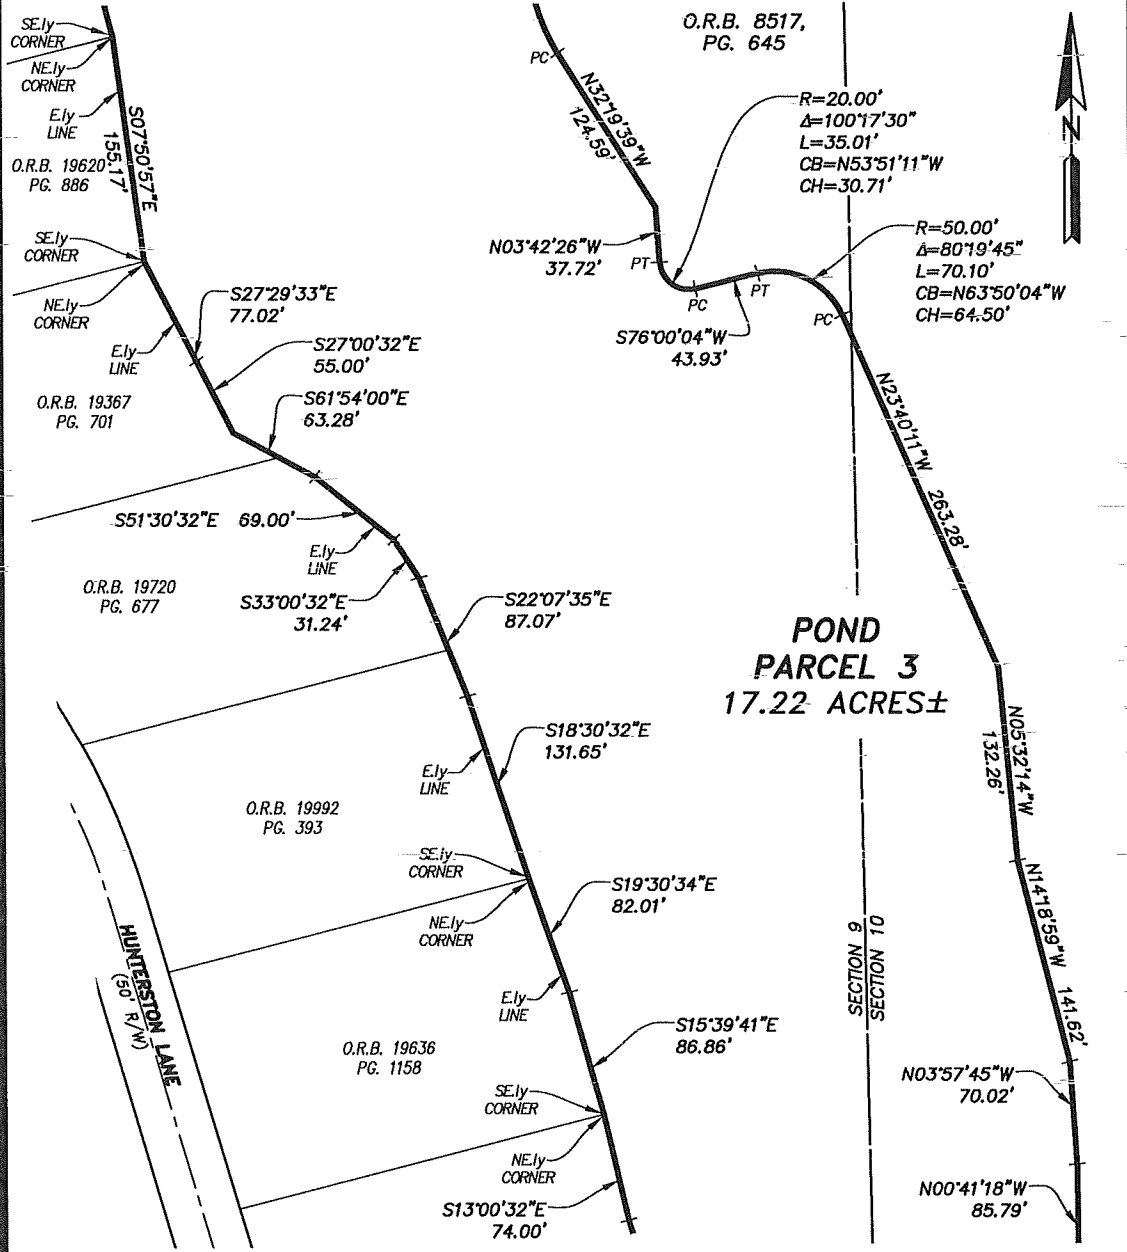 SE.ly
CORNER
NE.ly
CORNER
E.ly
LINE
S07°50'57"E
155.17'
O.R.B. 19620
PG. 886
SE.ly
CORNER
NE.ly
CORNER
E.ly
LINE
S27°29'33"E
77.02'
S27°00'32"E
55.00'
S61°54'00"E
63.28'
O.R.B. 19367
PG. 701
S51°30'32"E 69.00'
E.ly
LINE
O.R.B. 19720
PG. 677
S33°00'32"E
31.24'
S22°07'35"E
87.07'
S18°30'32"E
131.65'
E.ly
LINE
O.R.B. 19992
PG. 393
SE.ly
CORNER
NE.ly
CORNER
S19°30'34"E
82.01'
E.ly
LINE
HUNTERSTON LANE
(50' R/W)
O.R.B. 19636
PG. 1158
S15°39'41"E
86.86'
SE.ly
CORNER
NE.ly
CORNER
S13°00'32"E
74.00'
O.R.B. 8517,
PG. 645
PC
N32°19'39"W
124.59'
R=20.00'
Δ=100°17'30"
L=35.01'
CB=N53°51'11"W
CH=30.71'
N
N03°42'26"W
37.72'
PT
PC
PT
S76°00'04"W
43.93'
PC
R=50.00'
Δ=80°19'45"
L=70.10'
CB=N63°50'04"W
CH=64.50'
N23°40'11"W 263.28'
POND
PARCEL 3
17.22 ACRES±
N05°32'14"W
132.26'
SECTION 9
SECTION 10
N14°18'59"W 141.62'
N03°57'45"W
70.02'
N00°41'18"W
85.79'